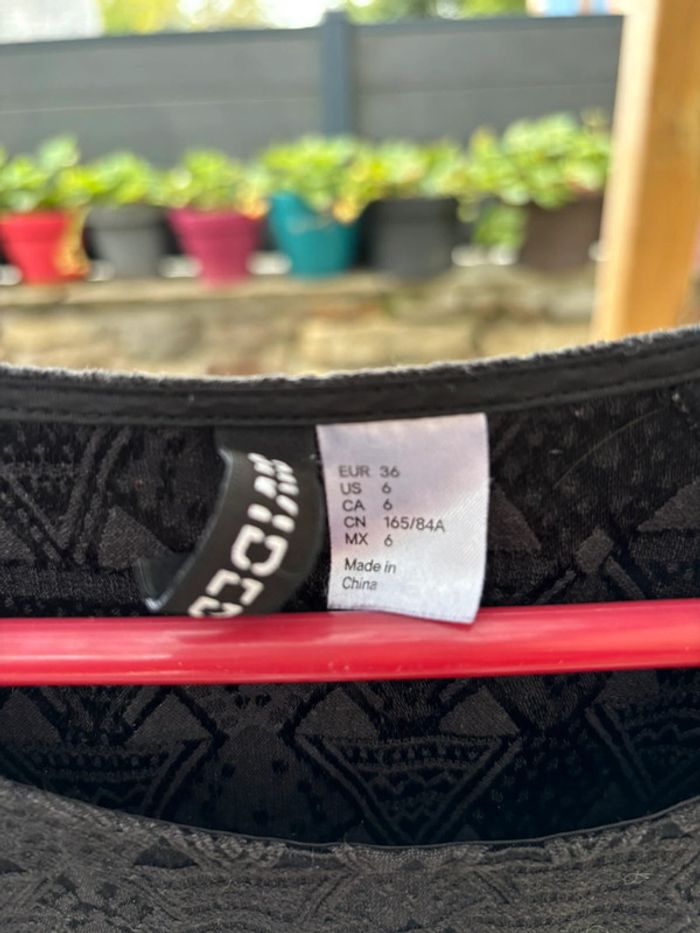 EUR 36
US 6
CA 6
CN 165/84A
MX 6
Made in
China